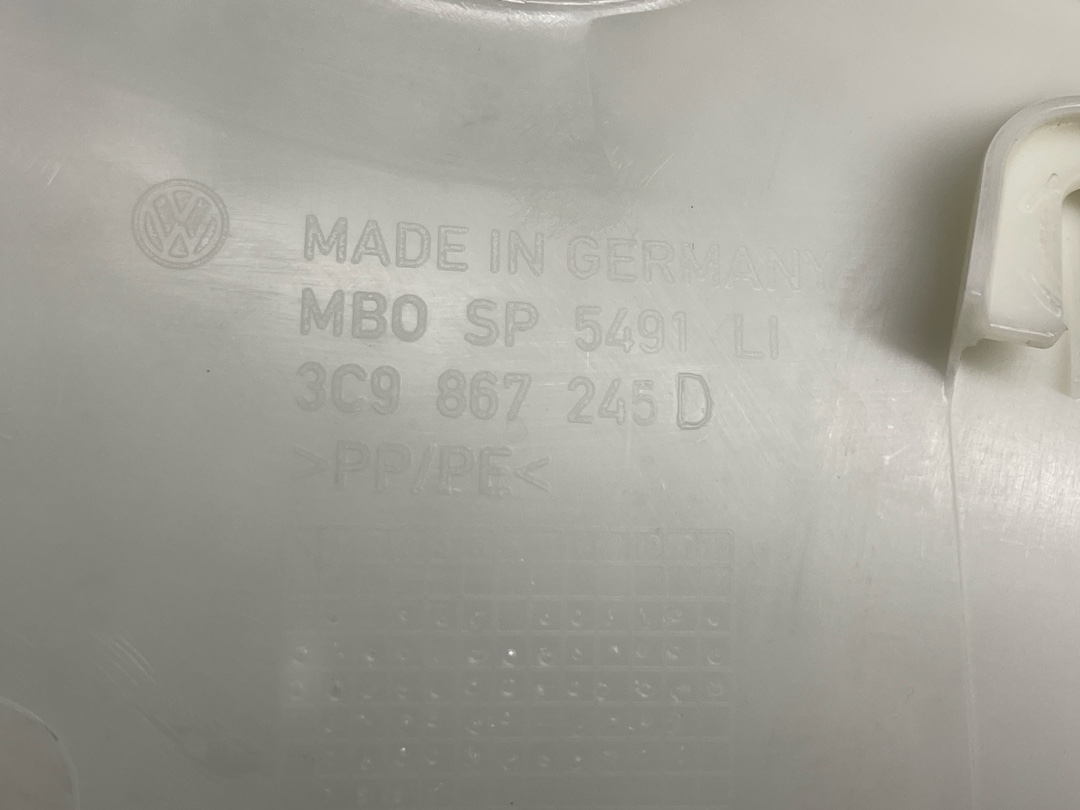 MADE IN GERMANY
MBO SP 5491 LI
3C9 867 245 D
>PP/PE<